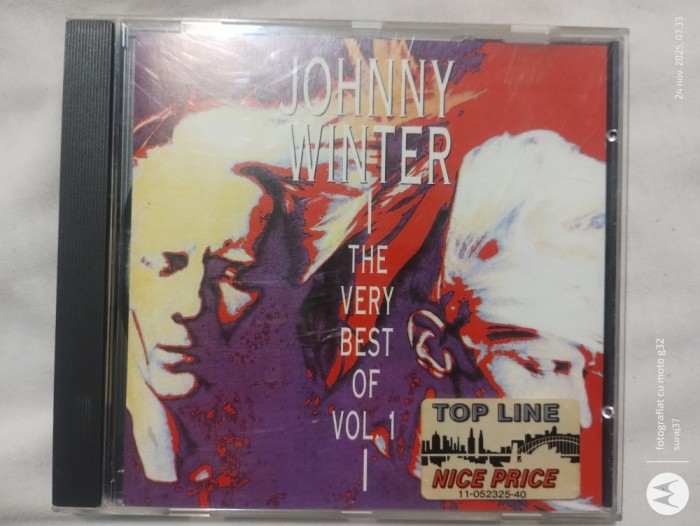 JOHNNY
WINTER
THE
VERY
BEST
OF
VOL. 1
TOP LINE
NICE PRICE
11-052325-40
24 nov. 2025, 07:33
fotografiat cu moto g32
suraj37